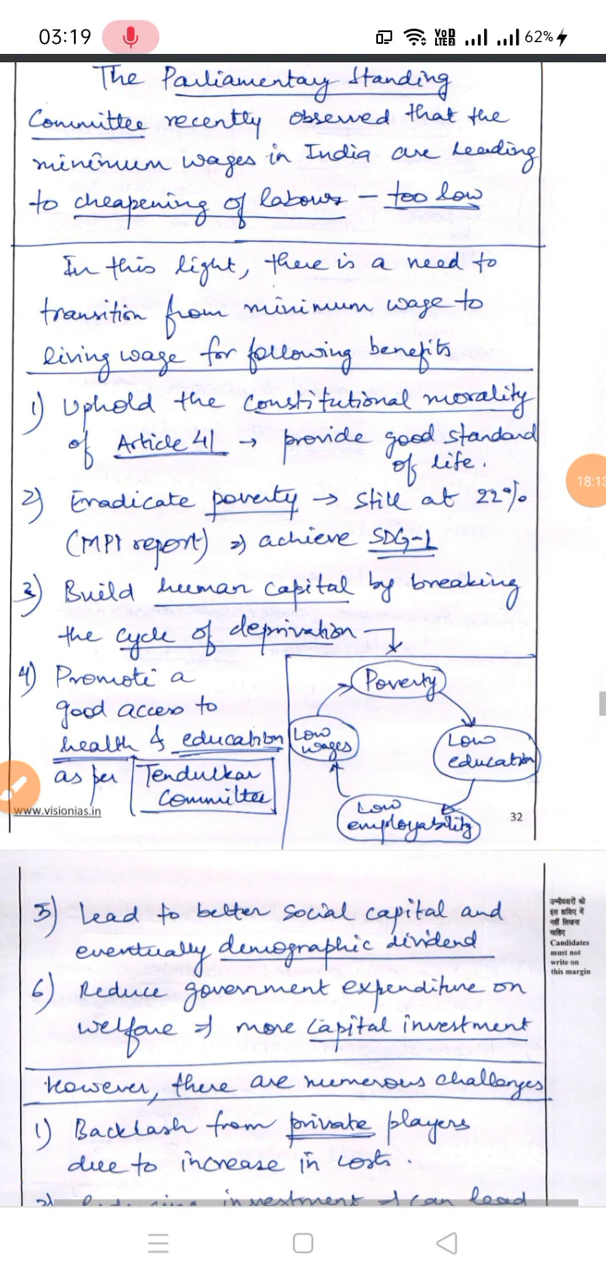 03:19
VoLTE
62%
The Parliamentary Standing
Committee recently observed that the
minimum wages in India are leading
to cheapening of labour – too low
In this light, there is a need to
transition from minimum wage to
living wage for following benefits
1) Uphold the constitutional morality
of Article 41 → provide good standard
of life.
2) Eradicate poverty → still at 22%
(MPI report) ⇒ achieve SDG-1
3) Build human capital by breaking
the cycle of deprivation
4) Promote a
good access to
health & education
as per Tendulkar
Committee
Poverty
Low
education
Low
employability
Low
wages
18:13
www.visionias.in
32
5) Lead to better social capital and
eventually demographic dividend
6) Reduce government expenditure on
welfare & more capital investment
उम्मीदवारों को
इस हाशिए में
नहीं लिखना
चाहिए
Candidates
must not
write on
this margin
However, there are numerous challenges
1) Backlash from private players
due to increase in costs.
2) investment & can lead